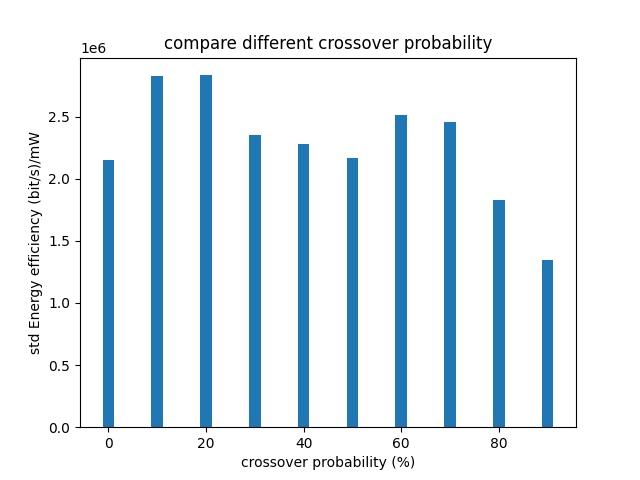 compare different crossover probability
1e6
std Energy efficiency (bit/s)/mW
2.5
2.0
1.5
1.0
0.5
0.0
0 20 40 60 80
crossover probability (%)